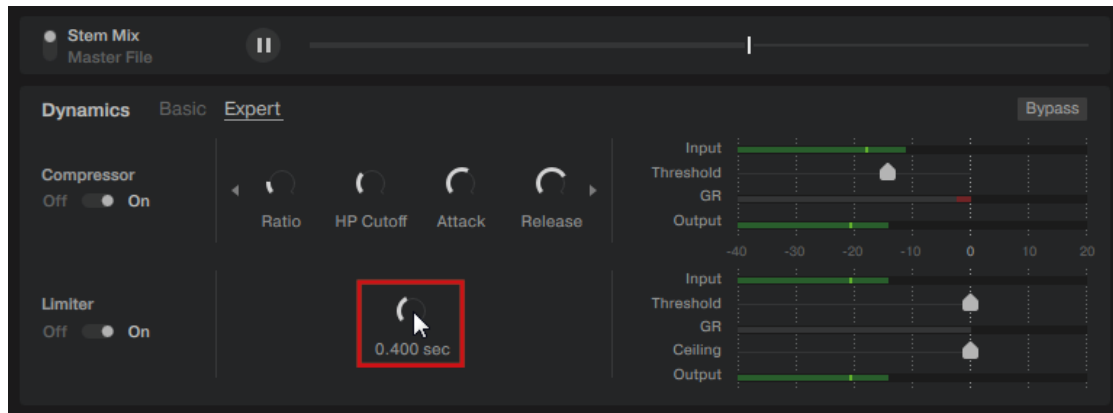 Stem Mix
Master File
Dynamics Basic Expert Bypass
Compressor
Off On
Ratio HP Cutoff Attack Release
Input
Threshold
GR
Output
-40 -30 -20 -10 0 10 20
Limiter
Off On
0.400 sec
Input
Threshold
GR
Ceiling
Output